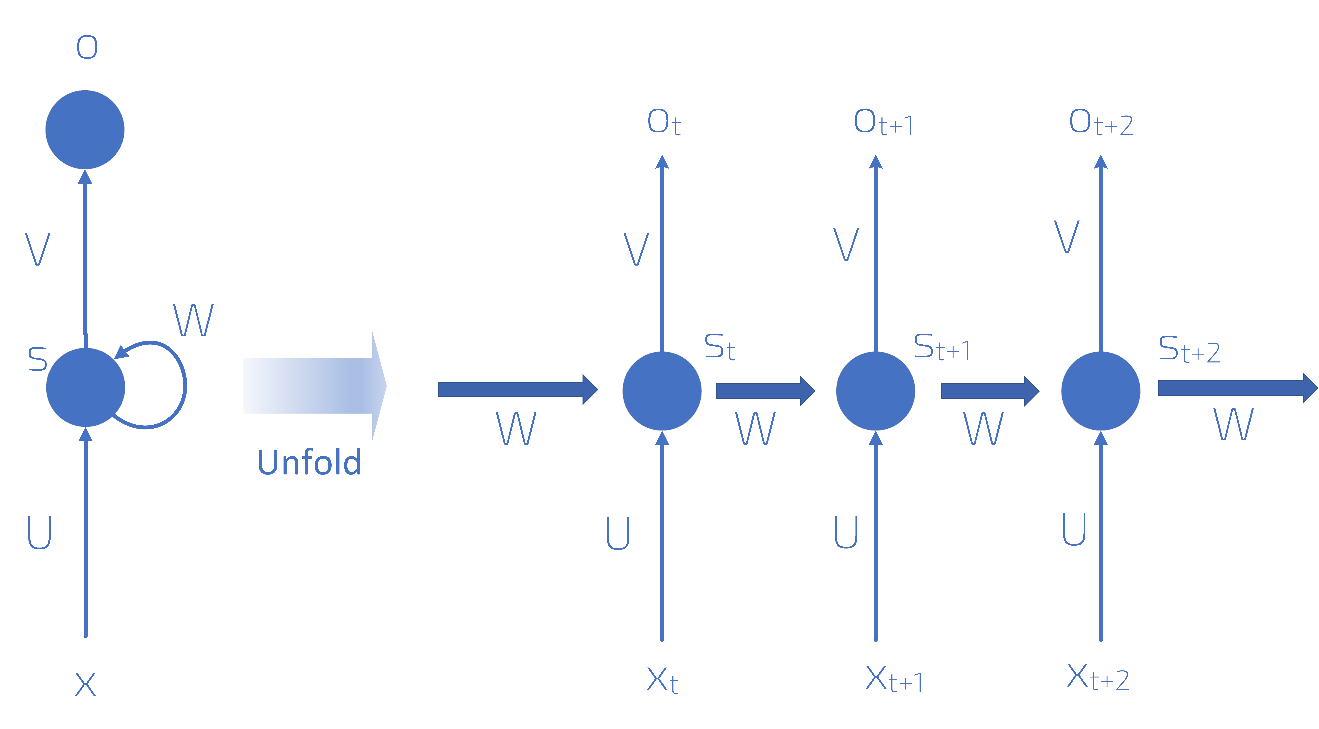 O
V
W
S
Unfold
U
X
Ot
Ot+1
Ot+2
V
V
V
St
St+1
St+2
W
W
W
W
U
U
U
Xt
Xt+1
Xt+2